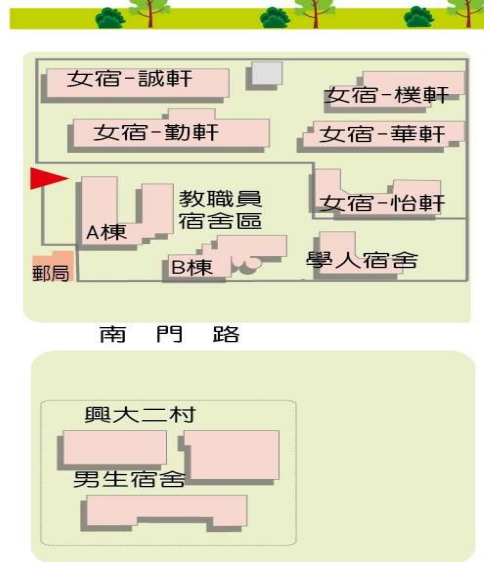 女宿-誠軒
女宿-樸軒
女宿-勤軒
女宿-華軒
教職員
宿舍區
女宿-怡軒
A棟
B棟
學人宿舍
郵局
南門路
興大二村
男生宿舍